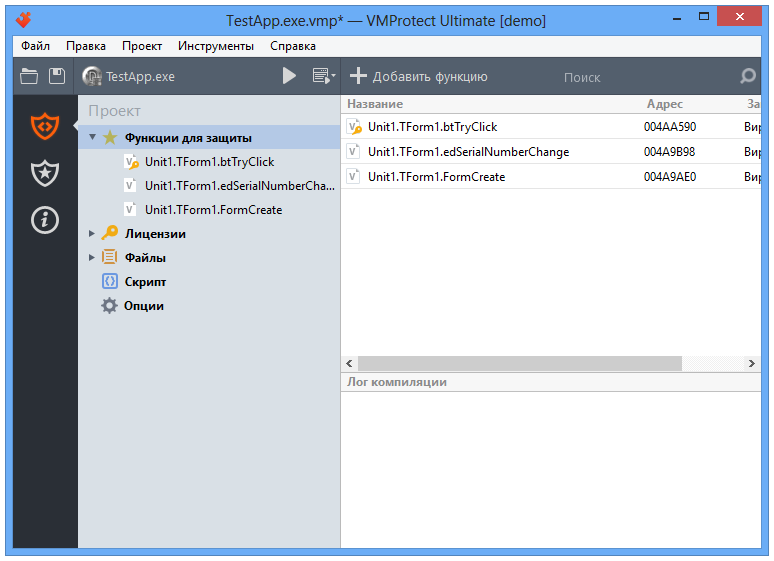 TestApp.exe.vmp* — VMProtect Ultimate [demo]
Файл Правка Проект Инструменты Справка
TestApp.exe
Добавить функцию
Поиск
Проект
Функции для защиты
Unit1.TForm1.btTryClick
Unit1.TForm1.edSerialNumberCha...
Unit1.TForm1.FormCreate
Лицензии
Файлы
Скрипт
Опции
Название Адрес За
Unit1.TForm1.btTryClick 004AA590 Вир
Unit1.TForm1.edSerialNumberChange 004A9B98 Вир
Unit1.TForm1.FormCreate 004A9AE0 Вир
Лог компиляции